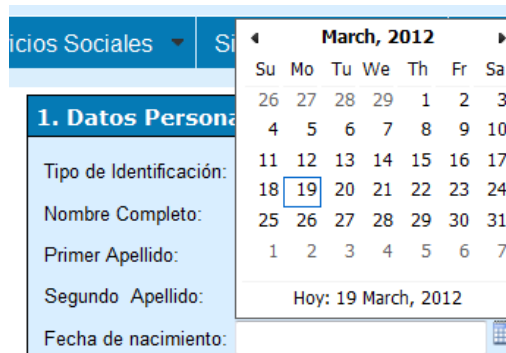 icios Sociales
Si
March, 2012
Su Mo Tu We Th Fr Sa
26 27 28 29 1 2 3
4 5 6 7 8 9 10
11 12 13 14 15 16 17
18 19 20 21 22 23 24
25 26 27 28 29 30 31
1 2 3 4 5 6 7
Hoy: 19 March, 2012
1. Datos Persona
Tipo de Identificación:
Nombre Completo:
Primer Apellido:
Segundo Apellido:
Fecha de nacimiento: